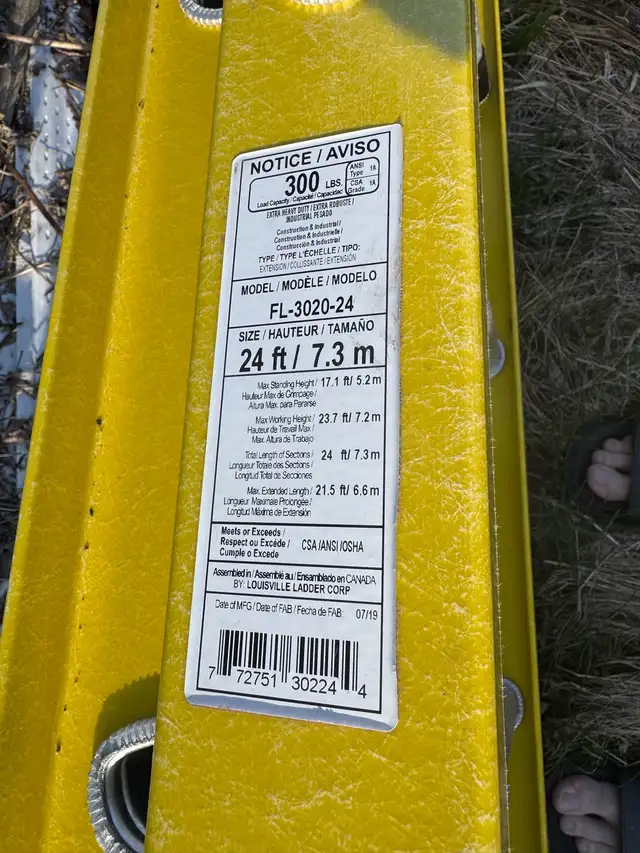 NOTICE / AVISO
300 LBS.
Load Capacity / Capacité / Capacidad
ANSI Type 1A
CSA Grade 1A
EXTRA HEAVY DUTY / EXTRA ROBUSTE /
INDUSTRIAL PESADO
Construction & Industrial /
Construction & Industrielle /
Construcción & Industrial
TYPE / TYPE L'ÉCHELLE / TIPO:
EXTENSION / COLLISSANTE / EXTENSIÓN
MODEL / MODÈLE / MODELO
FL-3020-24
SIZE / HAUTEUR / TAMAÑO
24 ft / 7.3 m
Max Standing Height / 17.1 ft/ 5.2 m
Hauteur Max de Grimpage /
Altura Max. para Pararse
Max Working Height / 23.7 ft/ 7.2 m
Hauteur de Travail Max /
Max. Altura de Trabajo
Total Length of Sections / 24 ft/ 7.3 m
Longueur Totale des Sections /
Longitud Total de Secciones
Max. Extended Length / 21.5 ft/ 6.6 m
Longueur Maximale Prolongée /
Longitud Máxima de Extensión
Meets or Exceeds /
Respect ou Excède / CSA /ANSI /OSHA
Cumple o Excede
Assembled in / Assemblé au / Ensamblado en CANADA
BY: LOUISVILLE LADDER CORP
Date of MFG / Date of FAB / Fecha de FAB: 07/19
7 72751 30224 4